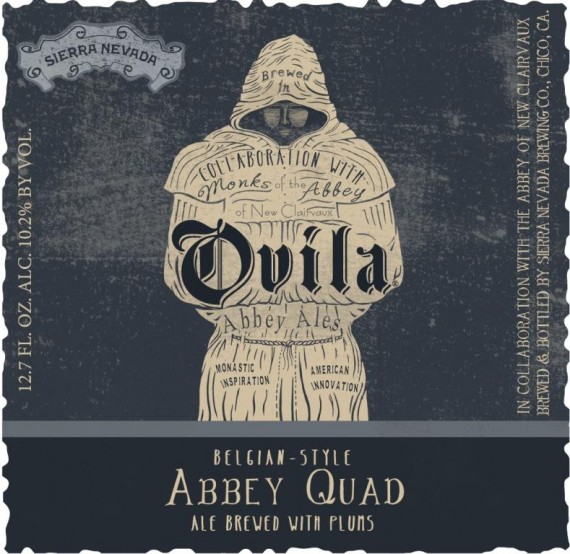 SIERRA NEVADA
Brewed
in
COLLABORATION WITH
Monks of the Abbey
of New Clairvaux
Ovila®
Abbey Ales
MONASTIC
INSPIRATION
AMERICAN
INNOVATION
12.7 FL. OZ. ALC. 10.2% BY VOL.
IN COLLABORATION WITH THE ABBEY OF NEW CLAIRVAUX
BREWED & BOTTLED BY SIERRA NEVADA BREWING CO., CHICO, CA.
BELGIAN-STYLE
ABBEY QUAD
ALE BREWED WITH PLUMS